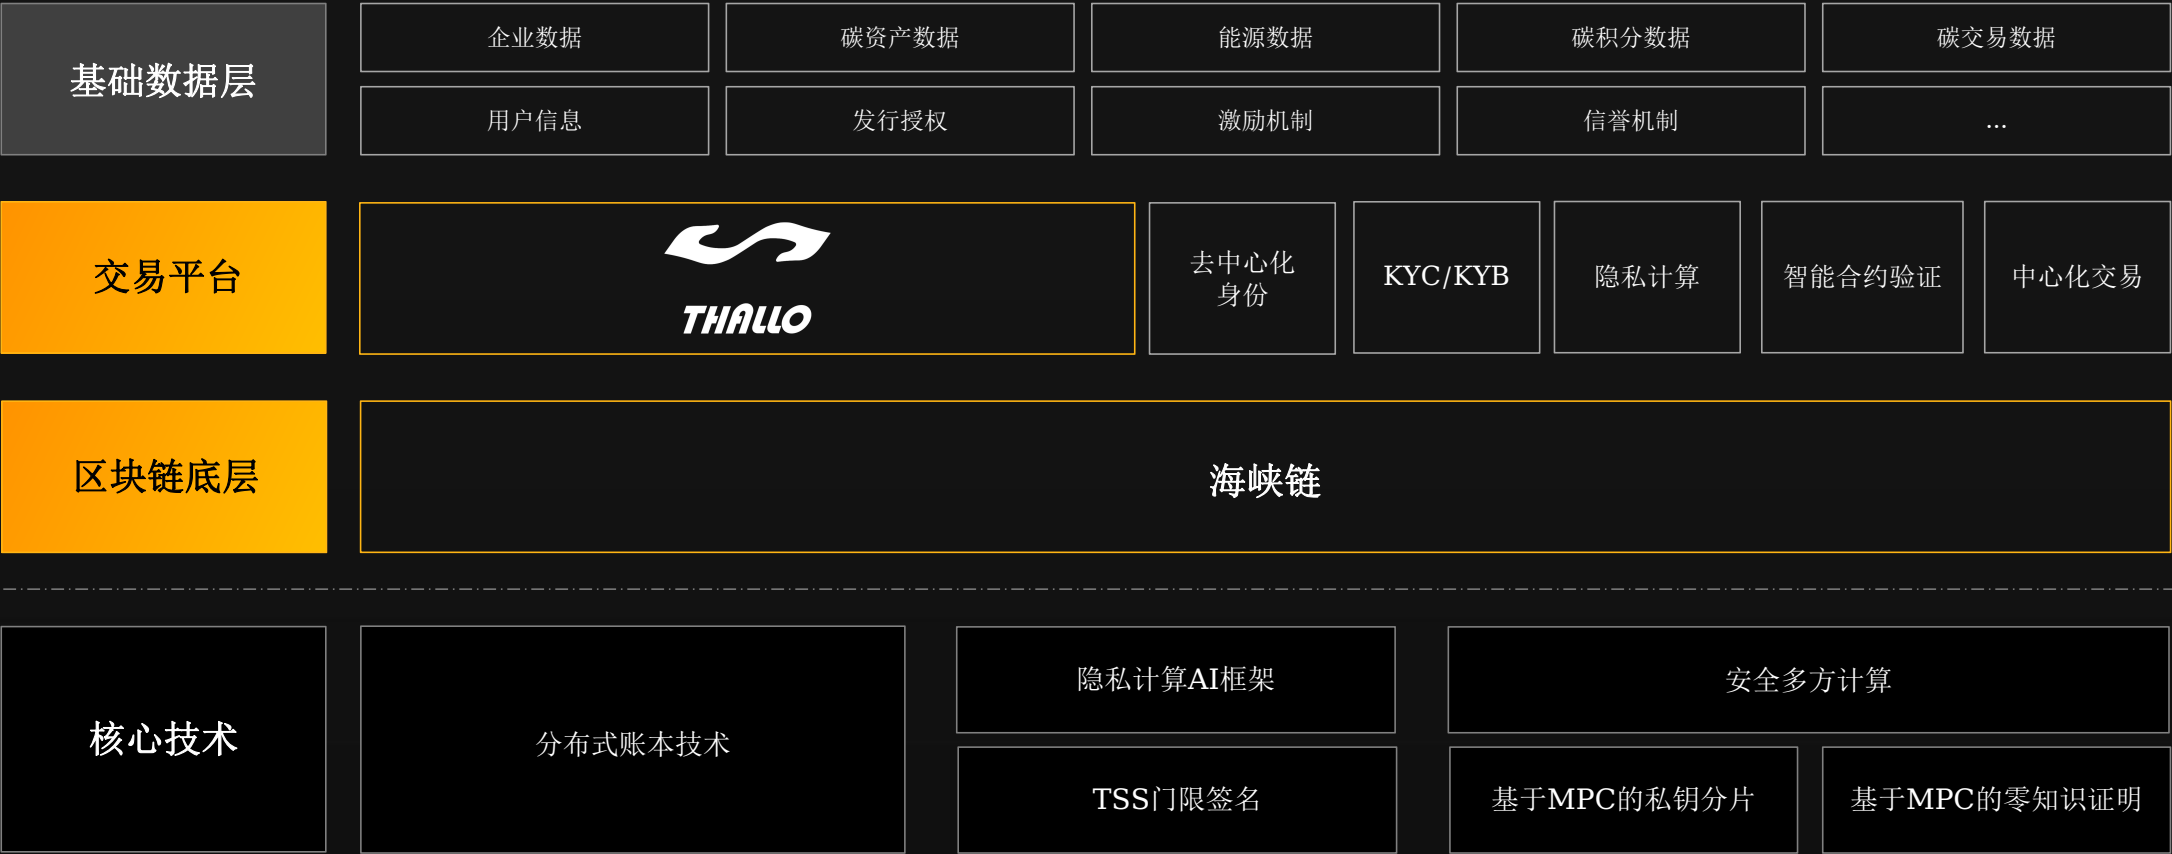 基础数据层
企业数据
碳资产数据
能源数据
碳积分数据
碳交易数据
用户信息
发行授权
激励机制
信誉机制
...
交易平台
THALLO
去中心化
身份
KYC/KYB
隐私计算
智能合约验证
中心化交易
区块链底层
海峡链
核心技术
分布式账本技术
隐私计算AI框架
安全多方计算
TSS门限签名
基于MPC的私钥分片
基于MPC的零知识证明